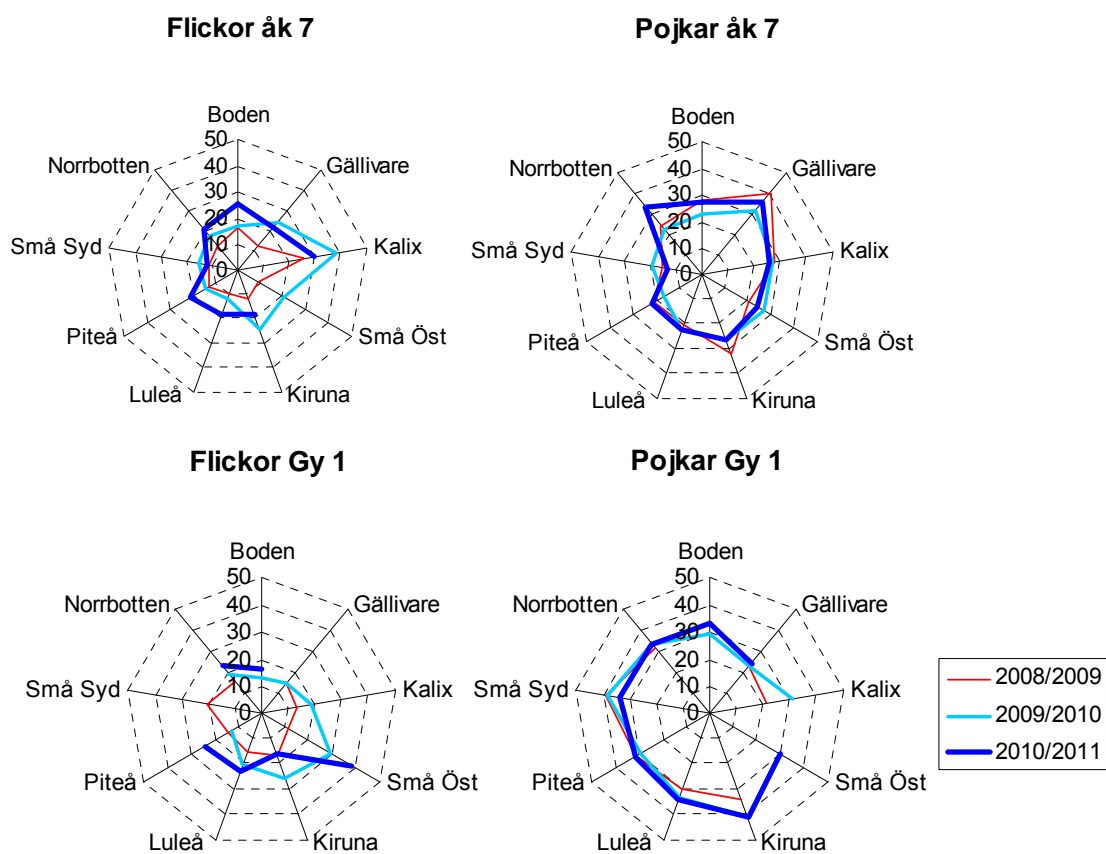 Flickor åk 7
Boden
50
40
30
20
10
0
Gällivare
Kalix
Små Öst
Kiruna
Luleå
Piteå
Små Syd
Norrbotten
Pojkar åk 7
Boden
50
40
30
20
10
0
Gällivare
Kalix
Små Öst
Kiruna
Luleå
Piteå
Små Syd
Norrbotten
Flickor Gy 1
Boden
50
40
30
20
10
0
Gällivare
Kalix
Små Öst
Kiruna
Luleå
Piteå
Små Syd
Norrbotten
Pojkar Gy 1
Boden
50
40
30
20
10
0
Gällivare
Kalix
Små Öst
Kiruna
Luleå
Piteå
Små Syd
Norrbotten
2008/2009
2009/2010
2010/2011